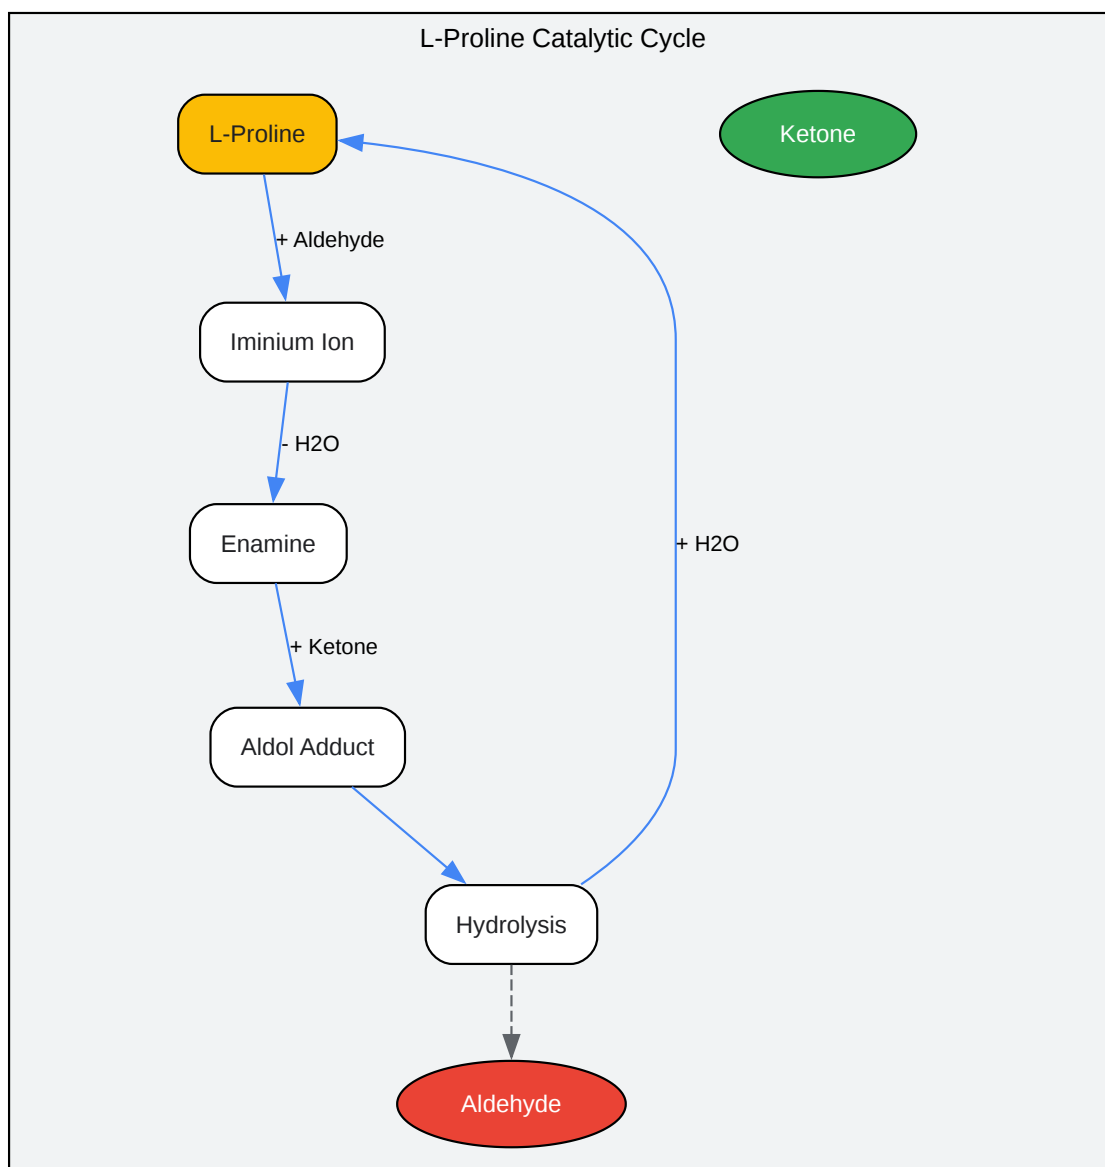 L-Proline Catalytic Cycle
L-Proline
Ketone
+ Aldehyde
Iminium Ion
- H2O
Enamine
+ H2O
+ Ketone
Aldol Adduct
Hydrolysis
Aldehyde